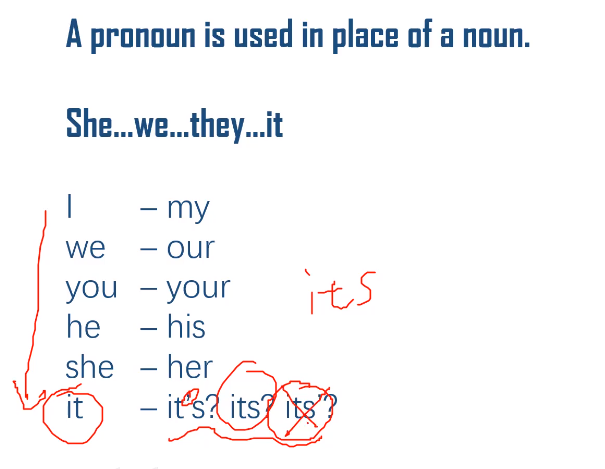 A pronoun is used in place of a noun.
She...we...they...it
I – my
we – our
you – your
its
he – his
she – her
it – it's? its? its'?